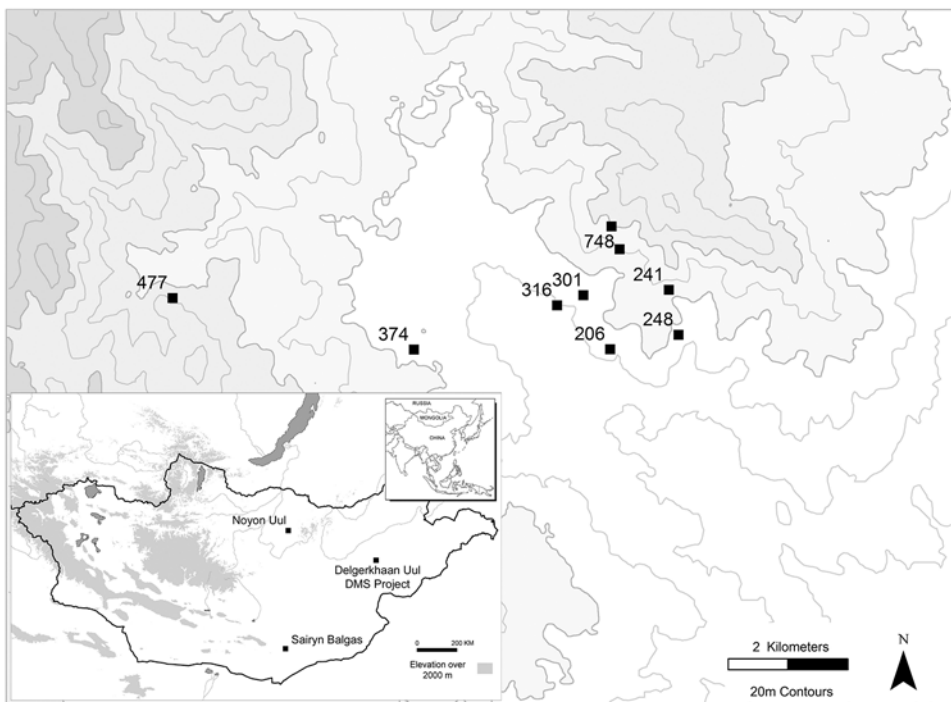 748
477
301
241
316
374
206
248
RUSSIA
MONGOLIA
CHINA
Noyon Uul
Delgerkhaan Uul
DMS Project
Sairyn Balgas
0 200 KM
Elevation over
2000 m
2 Kilometers
20m Contours
N